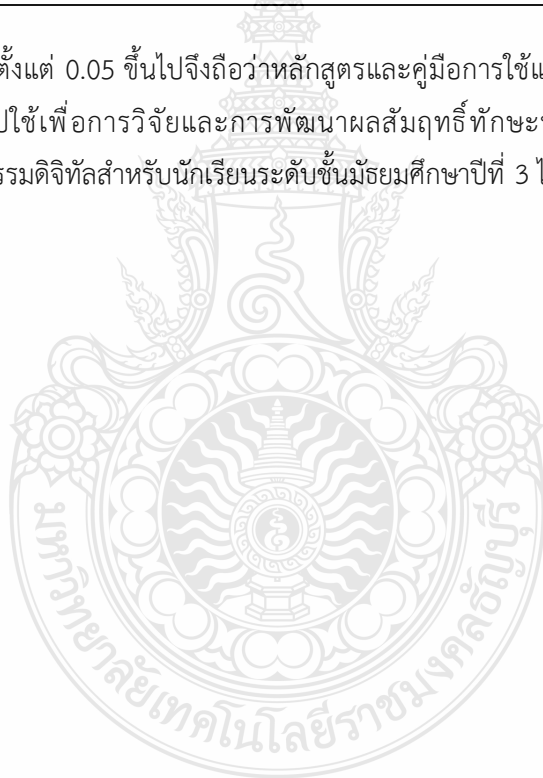 ตั้งแต่ 0.05 ขึ้นไปจึงถือว่าหลักสูตรและคู่มือการใช้
ใช้เพื่อการวิจัยและการพัฒนาผลสัมฤทธิ์ทักษะ
รรมดิจิทัลสำหรับนักเรียนระดับชั้นมัธยมศึกษาปีที่ 3
มหาวิทยาลัยเทคโนโลยีราชมงคลธัญบุรี